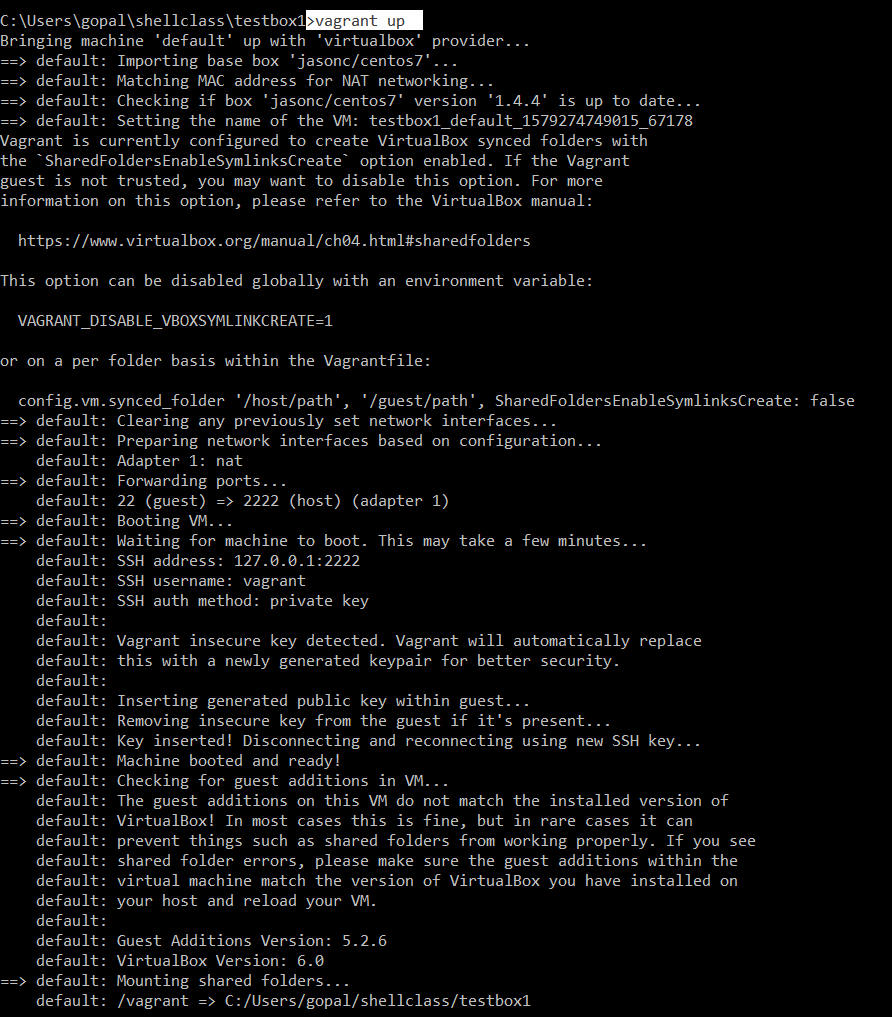 C:\Users\gopal\shellclass\testbox1>vagrant up
Bringing machine 'default' up with 'virtualbox' provider...
==> default: Importing base box 'jasonc/centos7'...
==> default: Matching MAC address for NAT networking...
==> default: Checking if box 'jasonc/centos7' version '1.4.4' is up to date...
==> default: Setting the name of the VM: testbox1_default_1579274749015_67178
Vagrant is currently configured to create VirtualBox synced folders with
the `SharedFoldersEnableSymlinksCreate` option enabled. If the Vagrant
guest is not trusted, you may want to disable this option. For more
information on this option, please refer to the VirtualBox manual:

  https://www.virtualbox.org/manual/ch04.html#sharedfolders

This option can be disabled globally with an environment variable:

  VAGRANT_DISABLE_VBOXSYMLINKCREATE=1

or on a per folder basis within the Vagrantfile:

  config.vm.synced_folder '/host/path', '/guest/path', SharedFoldersEnableSymlinksCreate: false
==> default: Clearing any previously set network interfaces...
==> default: Preparing network interfaces based on configuration...
    default: Adapter 1: nat
==> default: Forwarding ports...
    default: 22 (guest) => 2222 (host) (adapter 1)
==> default: Booting VM...
==> default: Waiting for machine to boot. This may take a few minutes...
    default: SSH address: 127.0.0.1:2222
    default: SSH username: vagrant
    default: SSH auth method: private key
    default:
    default: Vagrant insecure key detected. Vagrant will automatically replace
    default: this with a newly generated keypair for better security.
    default:
    default: Inserting generated public key within guest...
    default: Removing insecure key from the guest if it's present...
    default: Key inserted! Disconnecting and reconnecting using new SSH key...
==> default: Machine booted and ready!
==> default: Checking for guest additions in VM...
    default: The guest additions on this VM do not match the installed version of
    default: VirtualBox! In most cases this is fine, but in rare cases it can
    default: prevent things such as shared folders from working properly. If you see
    default: shared folder errors, please make sure the guest additions within the
    default: virtual machine match the version of VirtualBox you have installed on
    default: your host and reload your VM.
    default:
    default: Guest Additions Version: 5.2.6
    default: VirtualBox Version: 6.0
==> default: Mounting shared folders...
    default: /vagrant => C:/Users/gopal/shellclass/testbox1